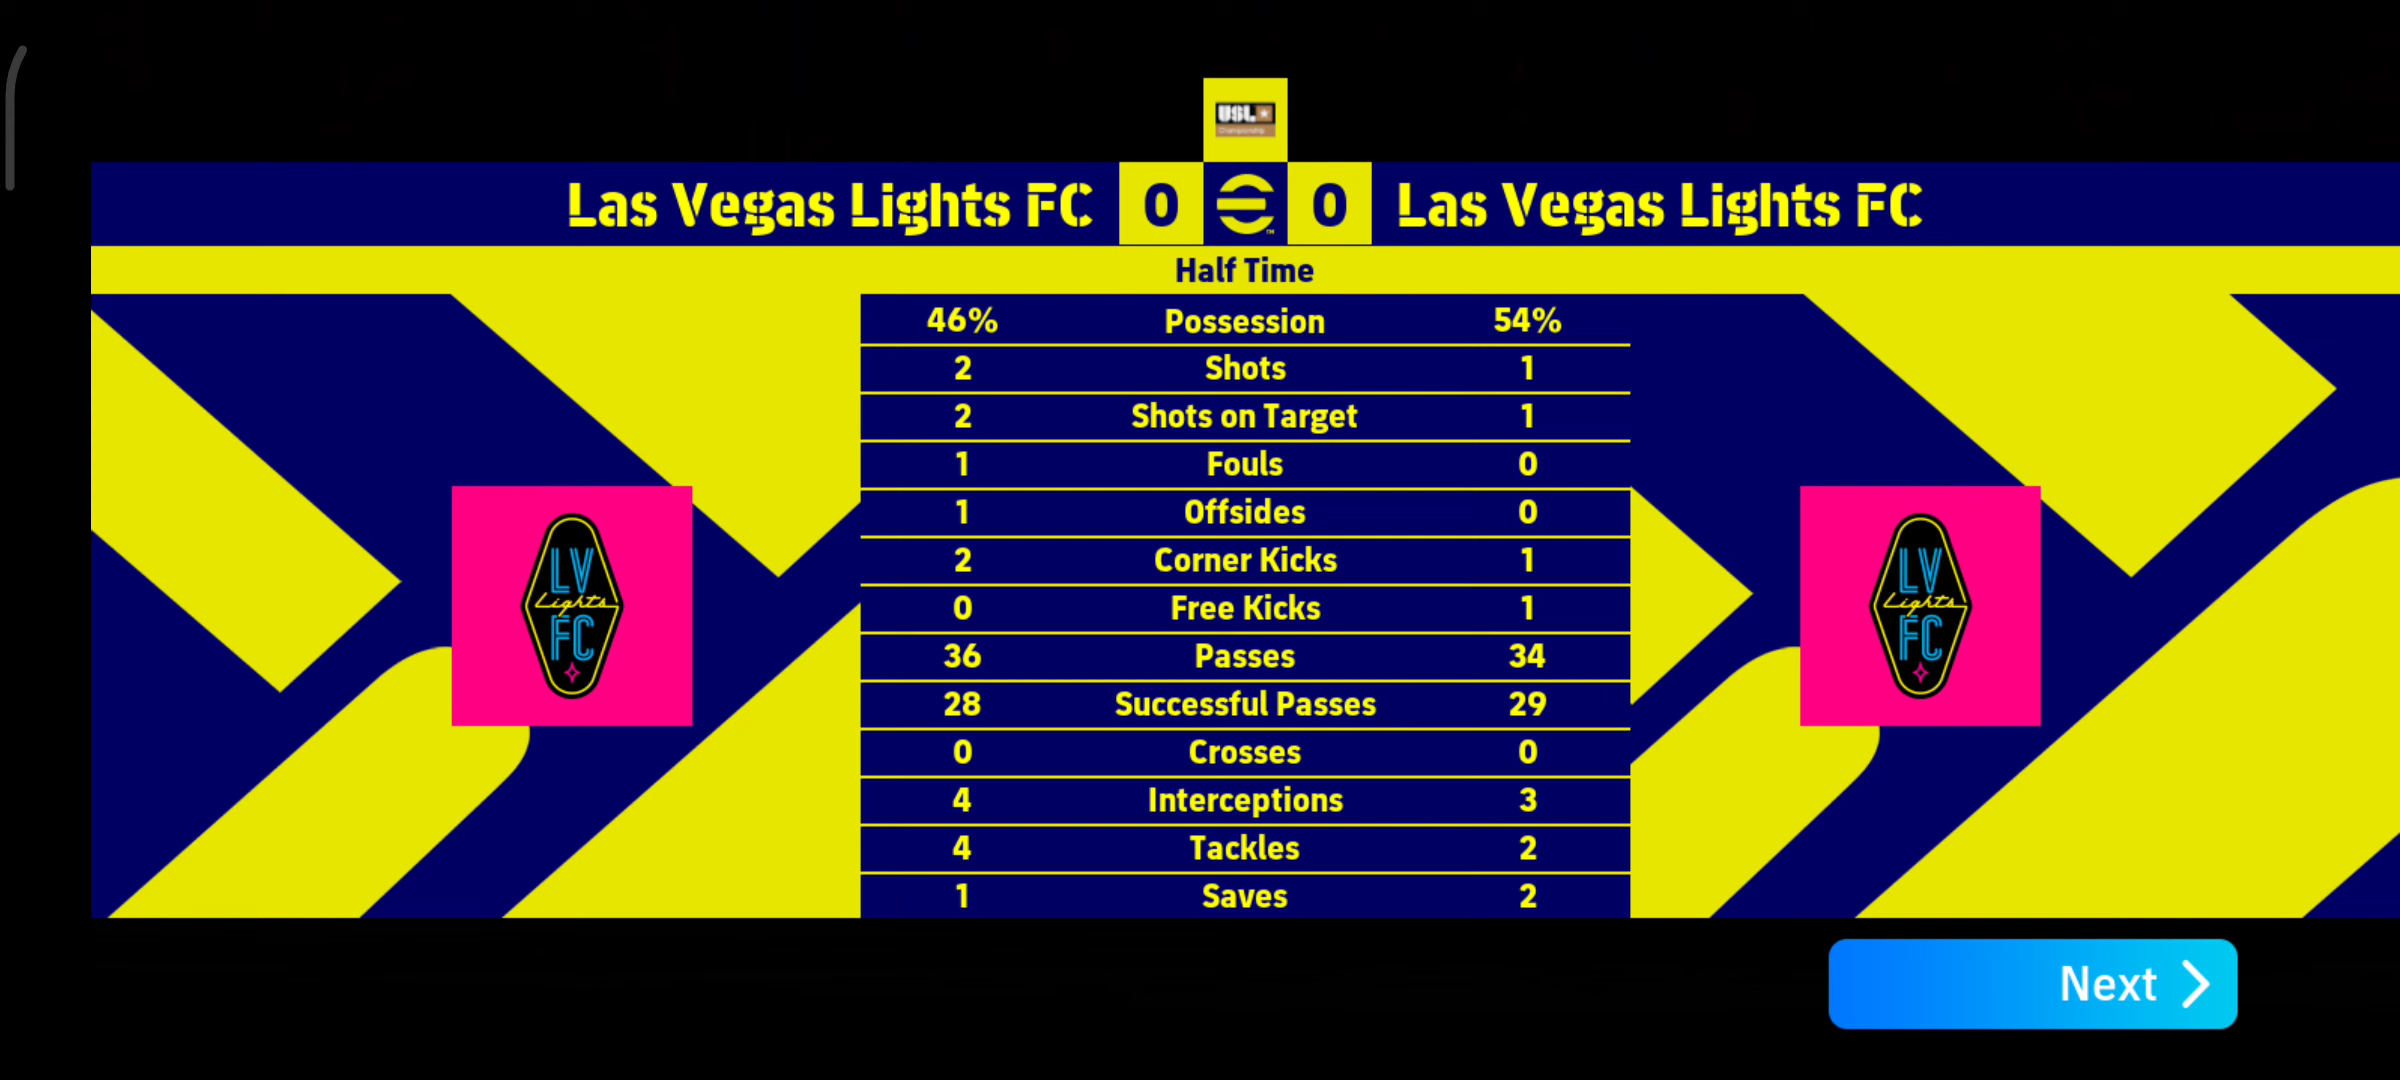 USL
Championship
Las Vegas Lights FC 0 0 Las Vegas Lights FC
TM
Half Time
46% Possession 54%
2 Shots 1
2 Shots on Target 1
1 Fouls 0
1 Offsides 0
2 Corner Kicks 1
0 Free Kicks 1
36 Passes 34
28 Successful Passes 29
0 Crosses 0
4 Interceptions 3
4 Tackles 2
1 Saves 2
LV
Lights
FC
LV
Lights
FC
Next